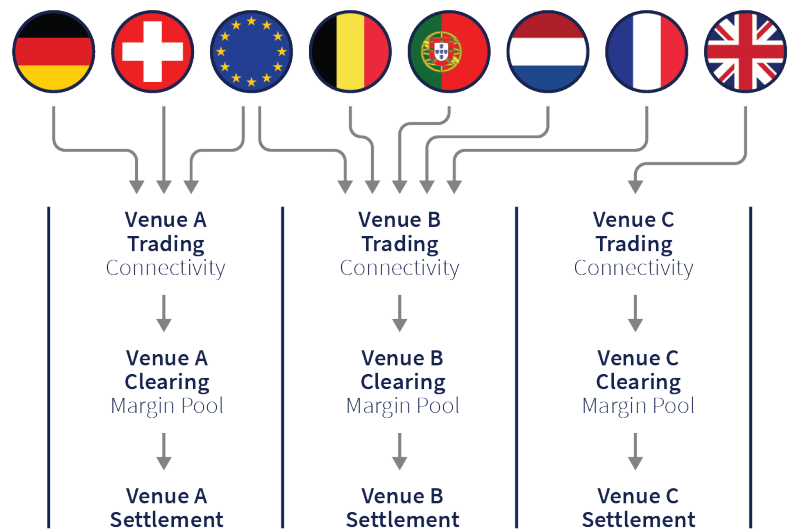 Venue A
Trading
Connectivity
Venue A
Clearing
Margin Pool
Venue A
Settlement
Venue B
Trading
Connectivity
Venue B
Clearing
Margin Pool
Venue B
Settlement
Venue C
Trading
Connectivity
Venue C
Clearing
Margin Pool
Venue C
Settlement